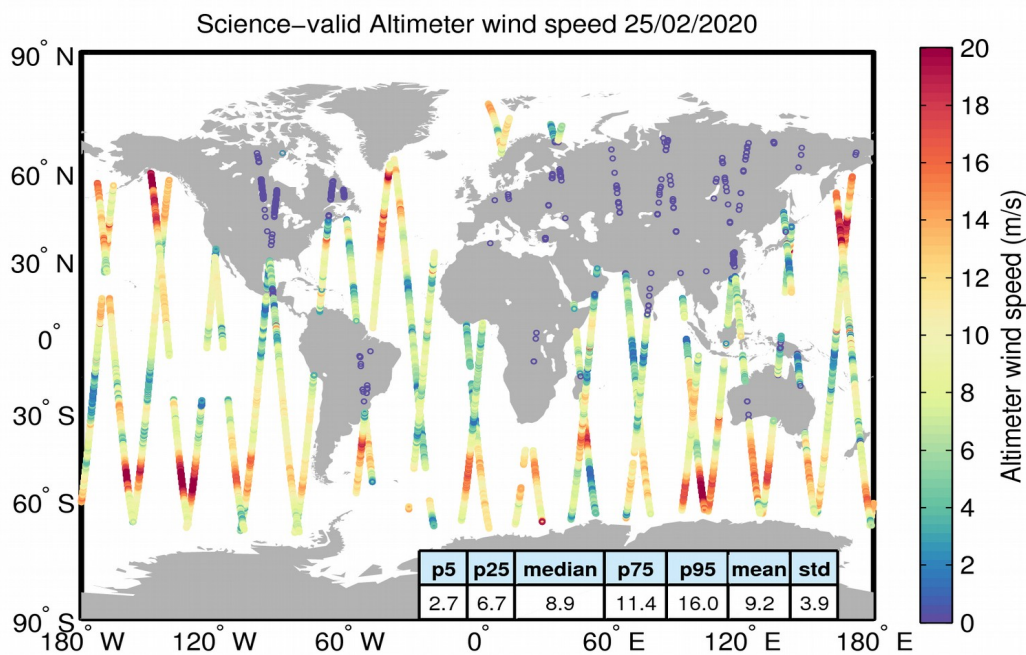 Science−valid Altimeter wind speed 25/02/2020
90° N
60° N
30° N
0°
30° S
60° S
90° S
180° W
120° W
60° W
0°
60° E
120° E
180° E
p5 p25 median p75 p95 mean std
2.7 6.7 8.9 11.4 16.0 9.2 3.9
20
18
16
14
12
10
8
6
4
2
0
Altimeter wind speed (m/s)